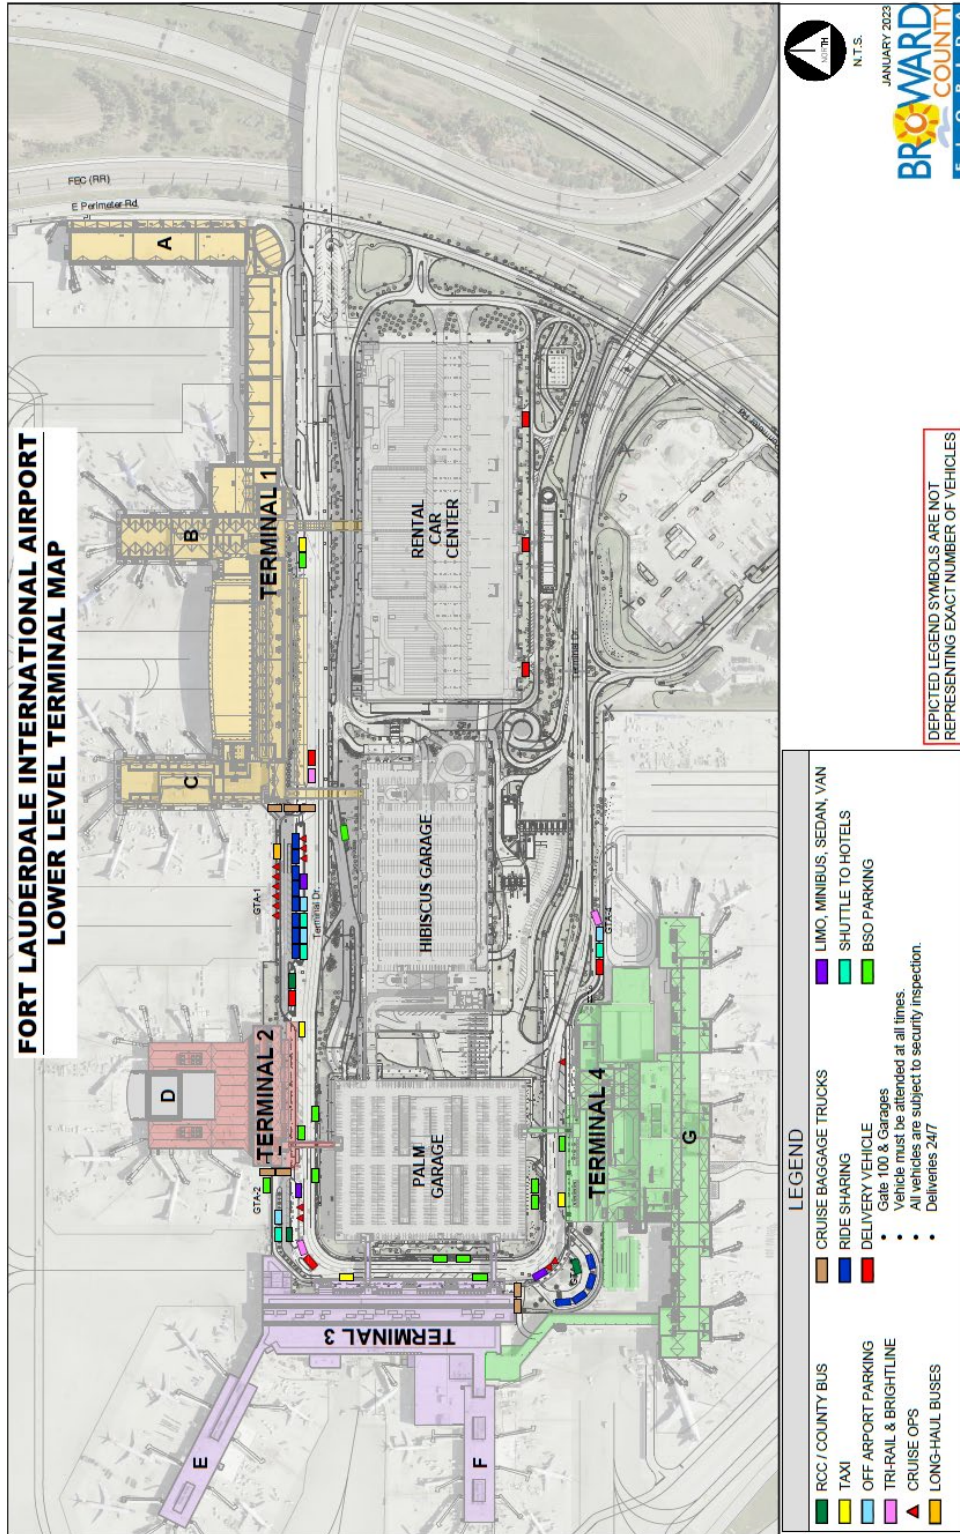 FORT LAUDERDALE INTERNATIONAL AIRPORT
LOWER LEVEL TERMINAL MAP
FEC (RR)
E Perimeter Rd.
A
B
C
D
E
F
G
TERMINAL 1
TERMINAL 2
TERMINAL 3
TERMINAL 4
GTA-1
GTA-2
GTA-4
Terminal Dr.
Terminal Dr.
RENTAL
CAR
CENTER
HIBISCUS GARAGE
PALM
GARAGE
LEGEND
RCC / COUNTY BUS
TAXI
OFF ARPORT PARKING
TRI-RAIL & BRIGHTLINE
CRUISE OPS
LONG-HAUL BUSES
CRUISE BAGGAGE TRUCKS
RIDE SHARING
DELIVERY VEHICLE
• Gate 100 & Garages
• Vehicle must be attended at all times.
• All vehicles are subject to security inspection.
• Deliveries 24/7
LIMO, MINIBUS, SEDAN, VAN
SHUTTLE TO HOTELS
BSO PARKING
DEPICTED LEGEND SYMBOLS ARE NOT
REPRESENTING EXACT NUMBER OF VEHICLES
NORTH
N.T.S.
JANUARY 2023
BROWARD
COUNTY
FLORIDA